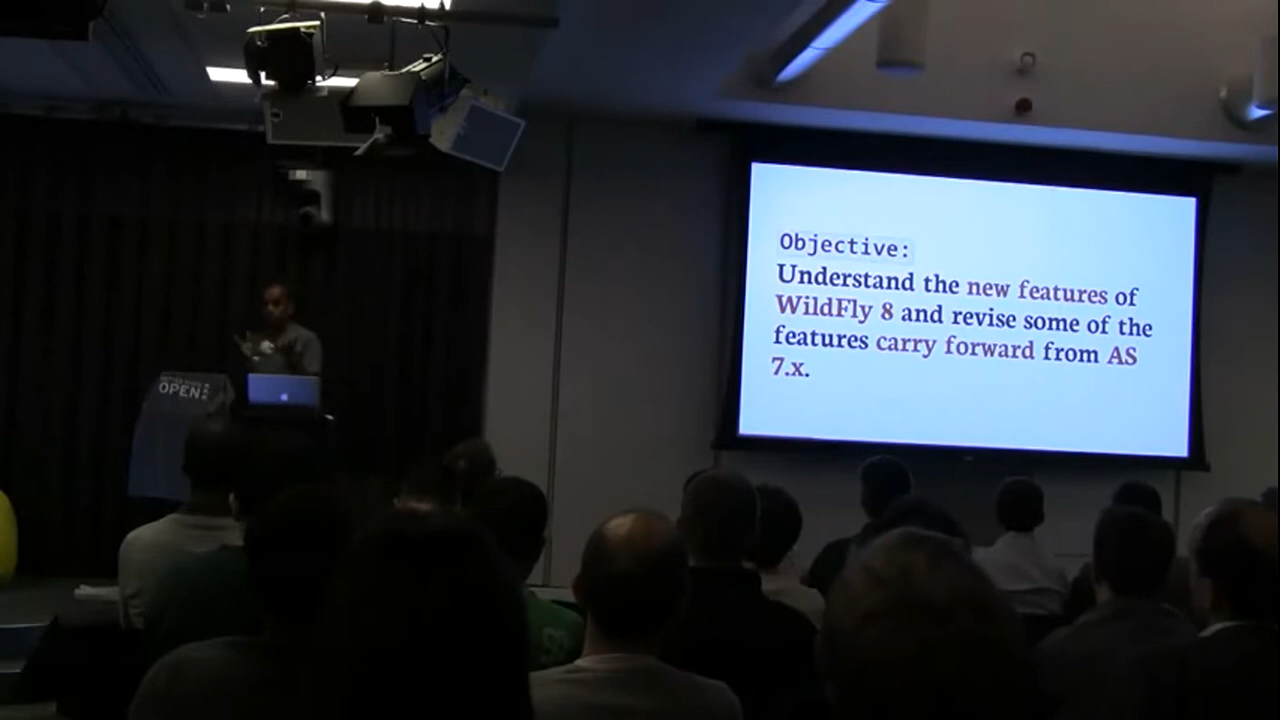 Objective:
Understand the new features of
WildFly 8 and revise some of the
features carry forward from AS
7.x.
OPEN